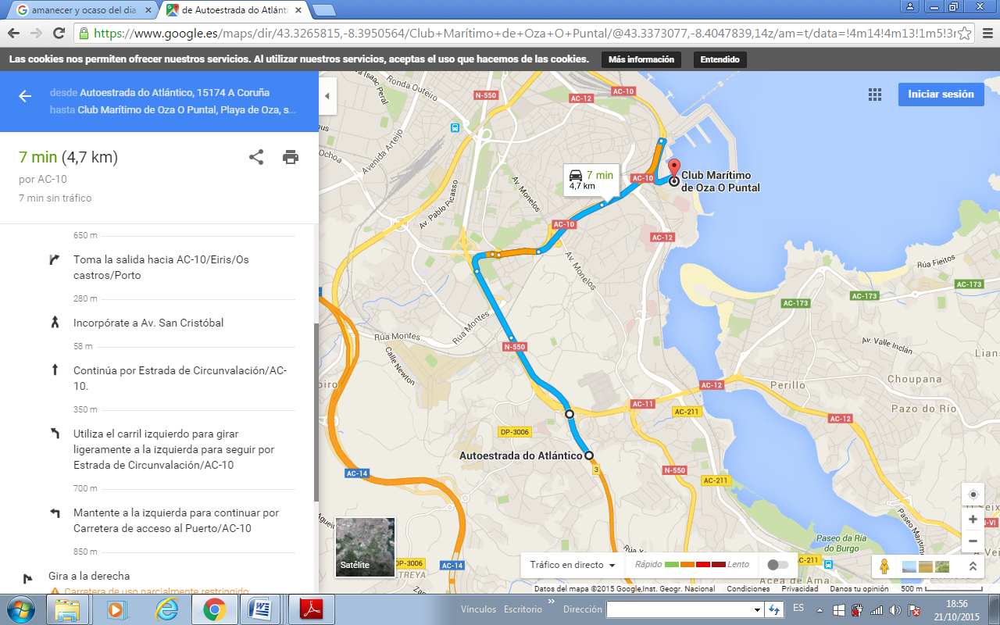 amanecer y ocaso del dia
de Autoestrada do Atlánti
https://www.google.es/maps/dir/43.3265815,-8.3950564/Club+Marítimo+de+Oza+O+Puntal/@43.3373077,-8.4047839,14z/am=t/data=!4m14!4m13!1m5!3m
Las cookies nos permiten ofrecer nuestros servicios. Al utilizar nuestros servicios, aceptas el uso que hacemos de las cookies.
Más información
Entendido
desde Autoestrada do Atlántico, 15174 A Coruña
hasta Club Marítimo de Oza O Puntal, Playa de Oza, s...
7 min (4,7 km)
por AC-10
7 min sin tráfico
650 m
Toma la salida hacia AC-10/Eiris/Os
castros/Porto
280 m
Incorpórate a Av. San Cristóbal
58 m
Continúa por Estrada de Circunvalación/AC-
10.
350 m
Utiliza el carril izquierdo para girar
ligeramente a la izquierda para seguir por
Estrada de Circunvalación/AC-10
700 m
Mantente a la izquierda para continuar por
Carretera de acceso al Puerto/AC-10
850 m
Gira a la derecha
Carretera de uso parcialmente restringido
Iniciar sesión
Ronda Outeiro
N-550
AC-12
AC-10
Avenida Arteijo
Ochoa
Av. Pablo Picasso
Av. Monelos
7 min
4,7 km
AC-10
Club Marítimo
de Oza O Puntal
AC-10
AC-12
Av. Monelos
Rúa Fieitos
AC-173
AC-173
AC-173
Rúa Montes
Rúa Montes
N-550
Calle Newton
Av. Valle Inclán
Lians
Choupana
AC-12
Perillo
Pazo do Río
AC-11
AC-211
AC-12
DP-3006
Autoestrada do Atlántico
3
AC-14
N-550
AC-211
Paseo da Ría
do Burgo
N-VI
Satélite
DP-3006
AC-14
AC-211
Acea de Ama
Tráfico en directo
Rápido
Lento
Datos del mapa ©2015 Google,Inst. Geogr. Nacional
Condiciones
Privacidad
Danos tu opinión
500 m
Vínculos
Escritorio
»
Dirección
ES
18:56
21/10/2015